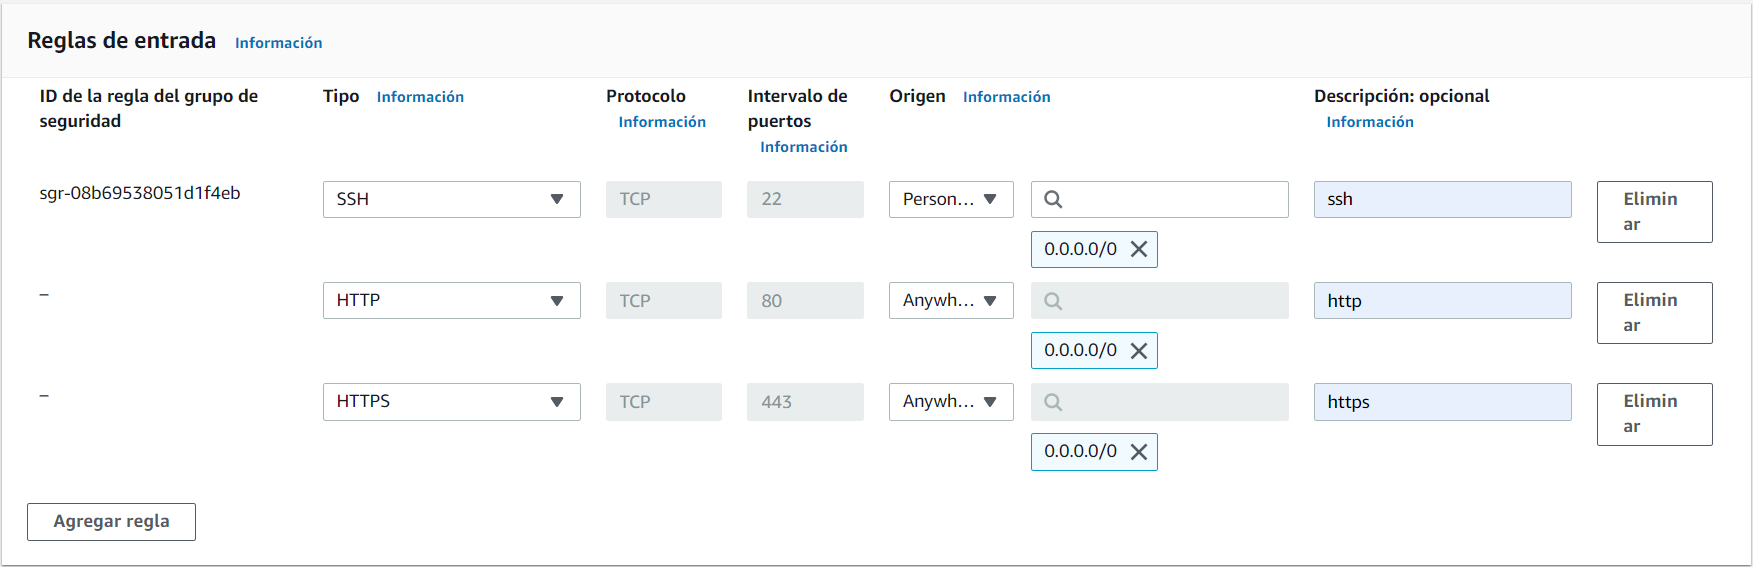 Reglas de entrada Información
ID de la regla del grupo de seguridad
Tipo Información
Protocolo Información
Intervalo de puertos Información
Origen Información
Descripción: opcional Información
sgr-08b69538051d1f4eb
SSH
TCP
22
Person...
0.0.0.0/0
ssh
Eliminar
–
HTTP
TCP
80
Anywh...
0.0.0.0/0
http
Eliminar
–
HTTPS
TCP
443
Anywh...
0.0.0.0/0
https
Eliminar
Agregar regla